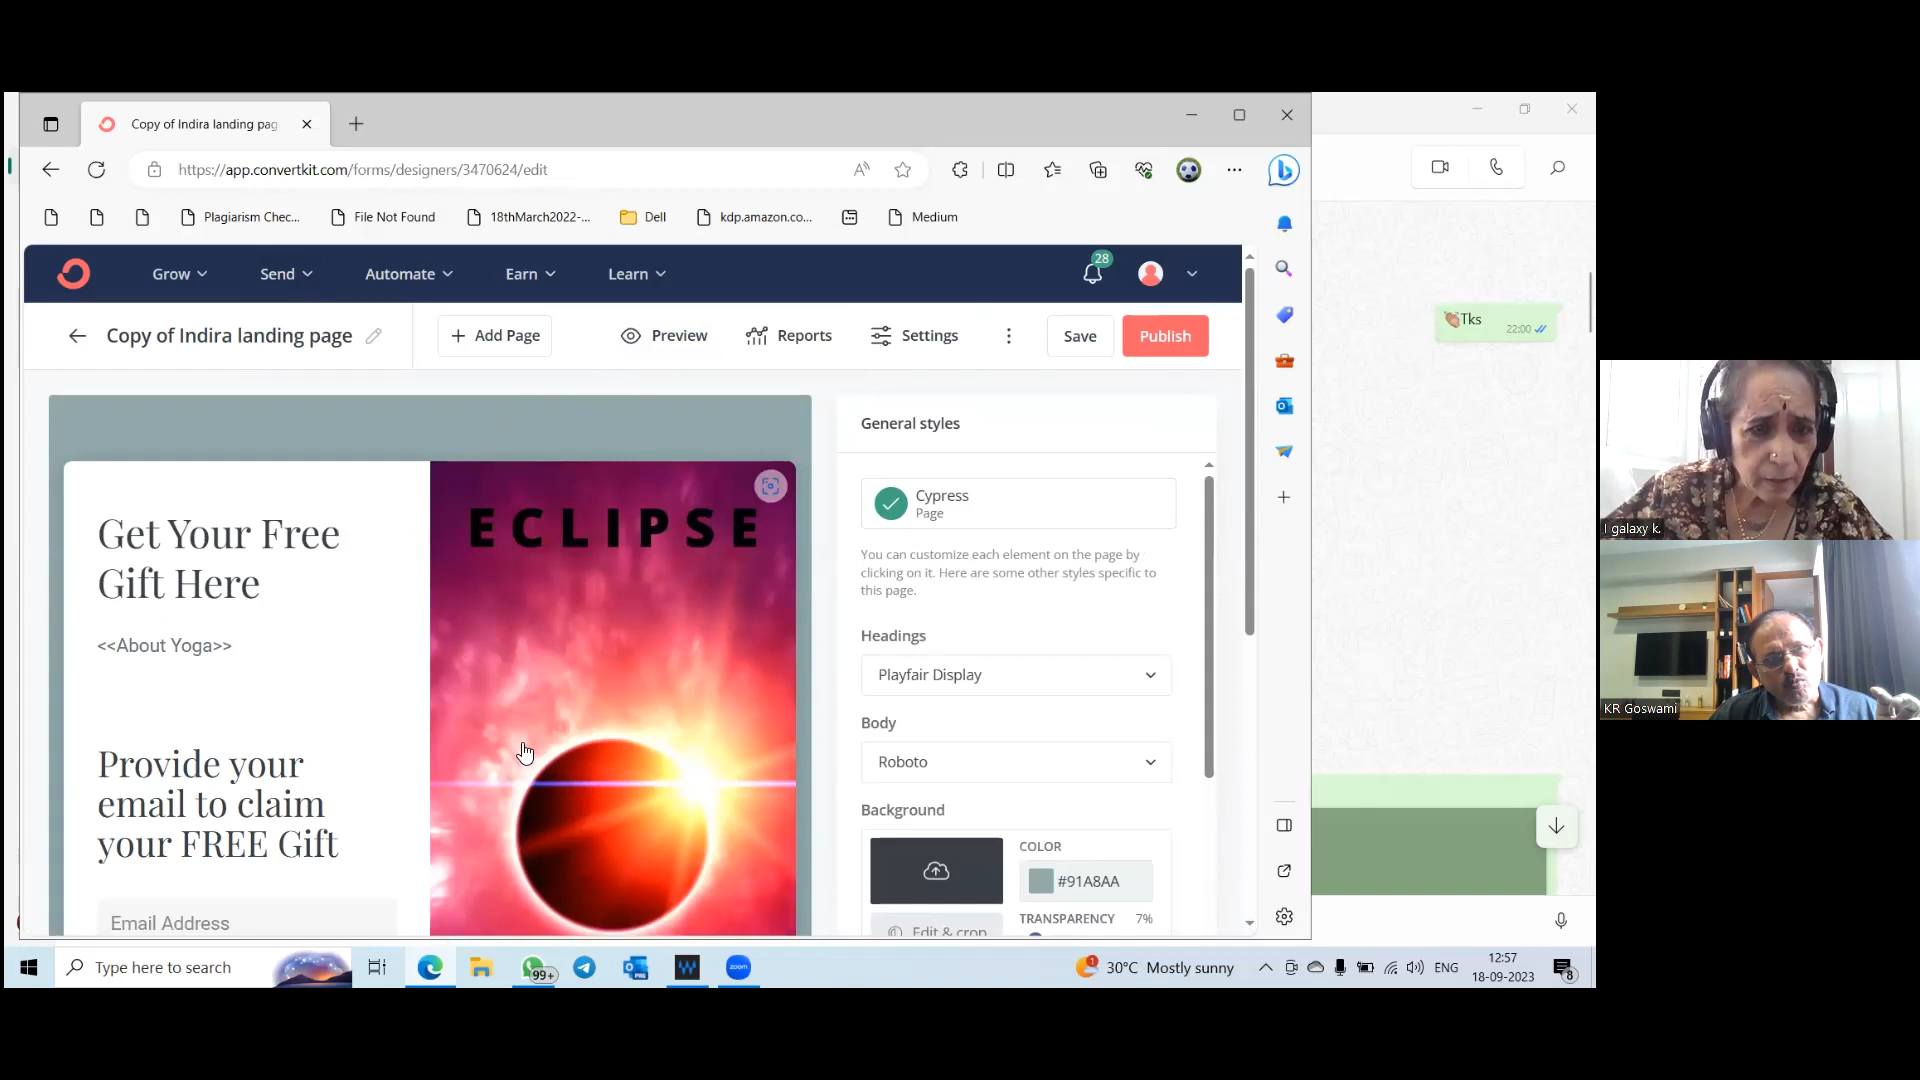 Copy of Indira landing pag
https://app.convertkit.com/forms/designers/3470624/edit
Plagiarism Chec...
File Not Found
18thMarch2022-...
Dell
kdp.amazon.co...
Medium
Grow
Send
Automate
Earn
Learn
28
Copy of Indira landing page
Add Page
Preview
Reports
Settings
Save
Publish
Get Your Free
Gift Here
<<About Yoga>>
Provide your
email to claim
your FREE Gift
Email Address
ECLIPSE
General styles
Cypress
Page
You can customize each element on the page by
clicking on it. Here are some other styles specific to
this page.
Headings
Playfair Display
Body
Roboto
Background
COLOR
#91A8AA
TRANSPARENCY 7%
Edit & crop
Tks
22:00
I galaxy k.
KR Goswami
Type here to search
99+
zoom
1
30°C Mostly sunny
ENG
12:57
18-09-2023
8